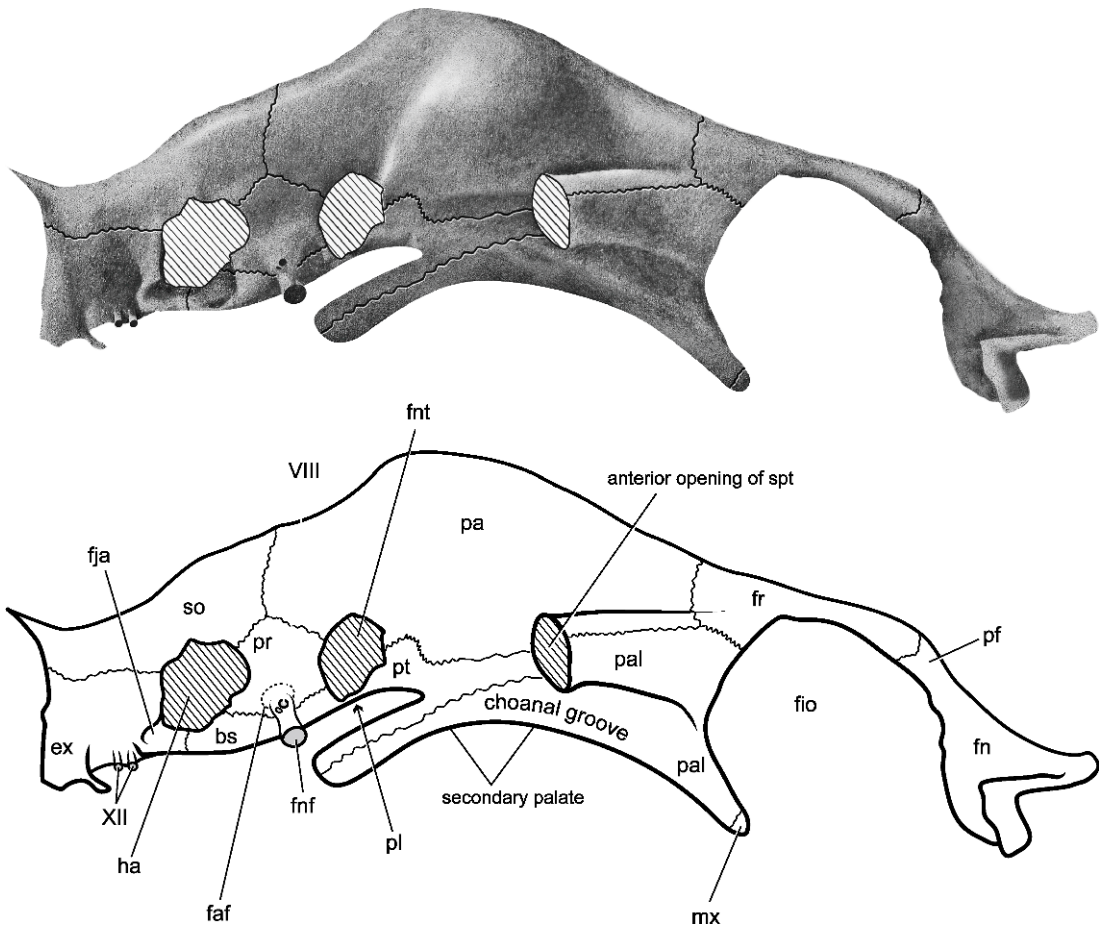 fnt
VIII
anterior opening of spt
pa
fja
so
fr
pr
pf
pt
pal
choanal groove
fio
ex
bs
pal
fn
secondary palate
XII
fnf
pl
ha
faf
mx